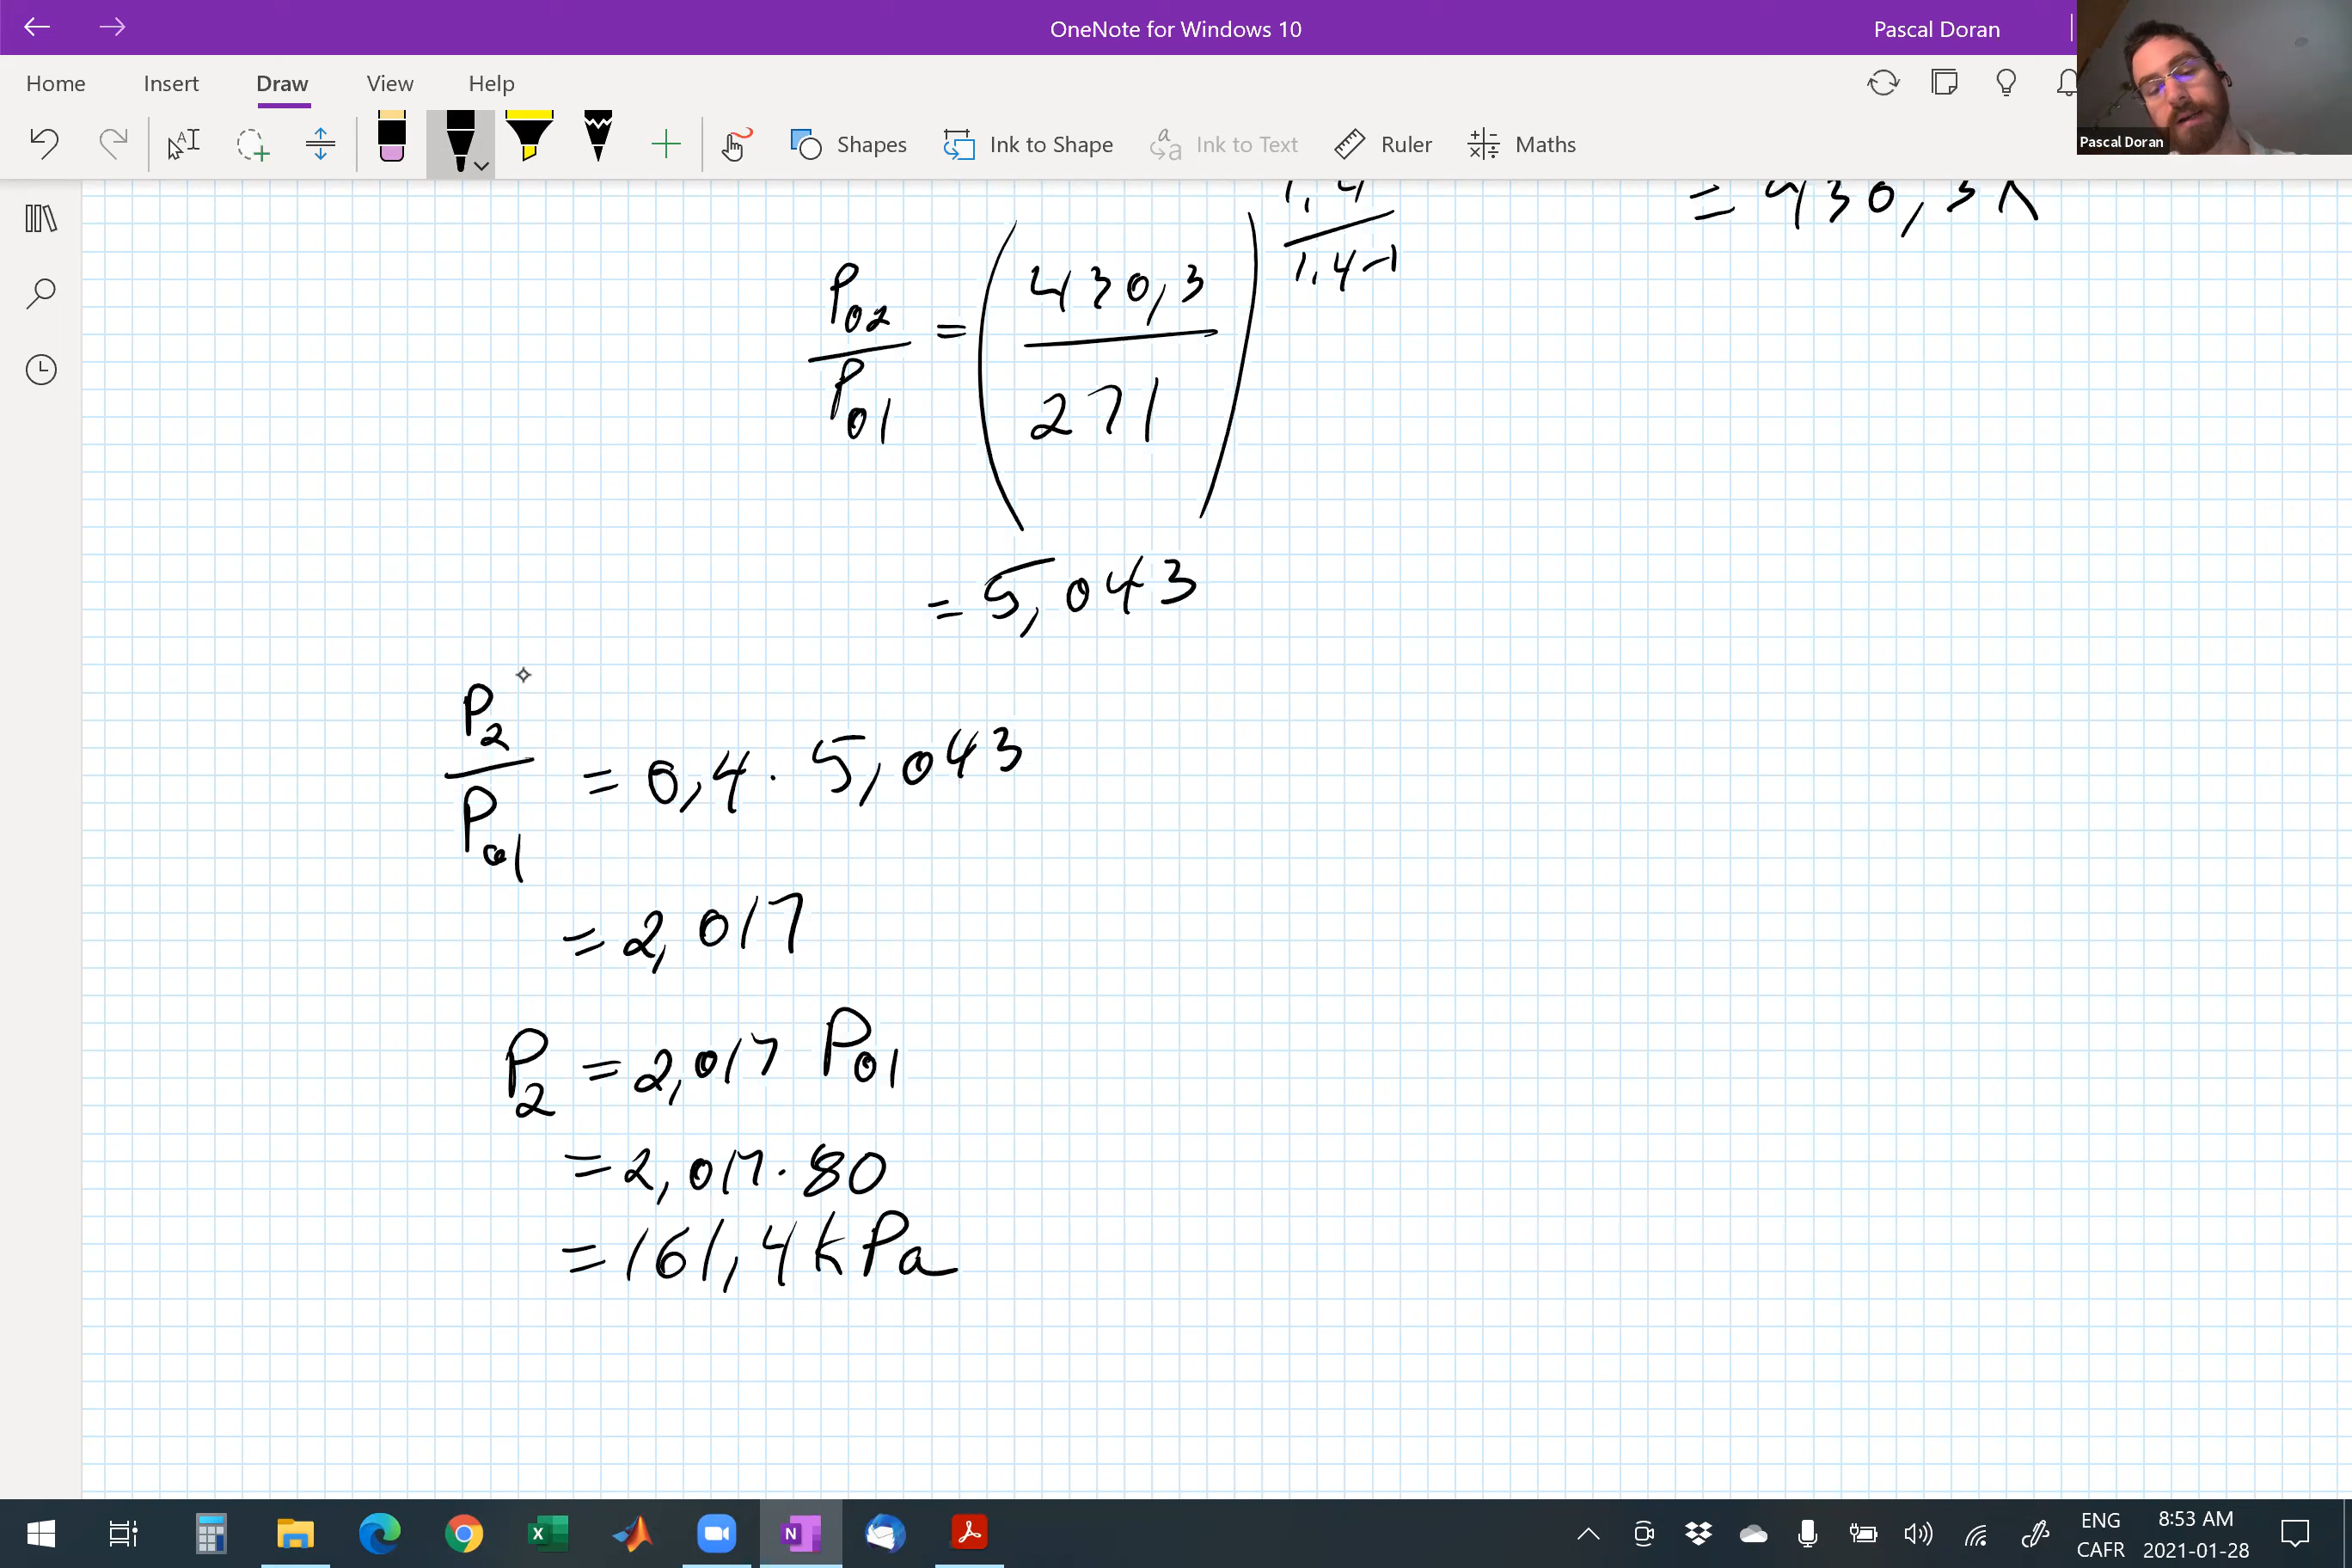 OneNote for Windows 10
Pascal Doran
Home Insert Draw View Help
Shapes Ink to Shape Ink to Text Ruler Maths
Pascal Doran
= 430,3K
P02/P01 = (430,3/271)^(1,4/(1,4-1))
= 5,043
P2/P01 = 0,4 · 5,043
= 2,017
P2 = 2,017 P01
= 2,017 · 80
= 161,4 kPa
ENG 8:53 AM
CAFR 2021-01-28